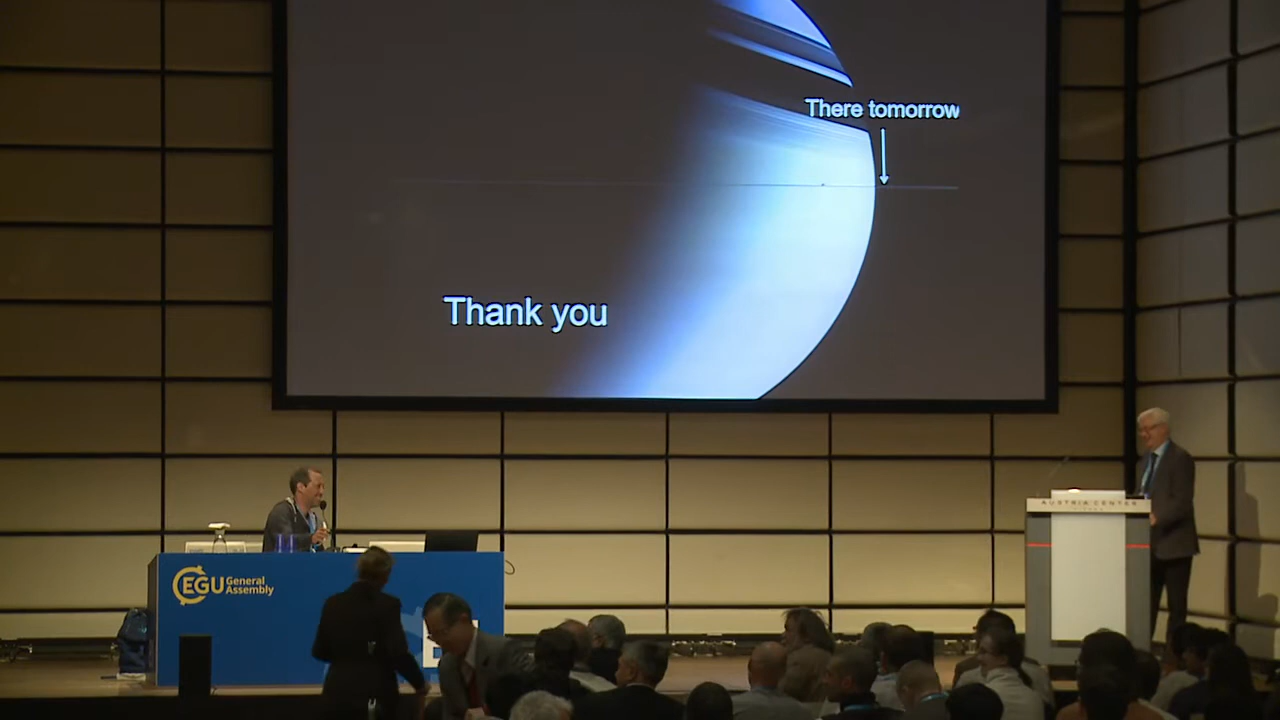 There tomorrow
Thank you
AUSTRIA CENTER
EGU General
Assembly